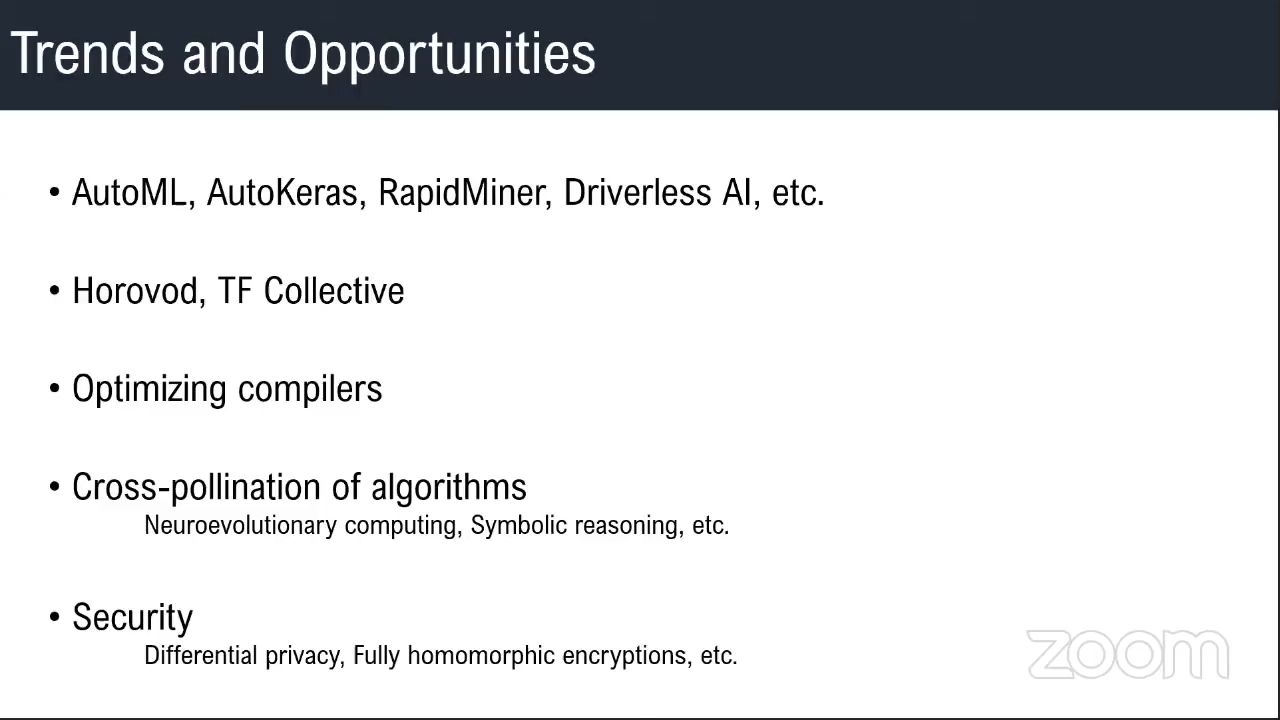 Trends and Opportunities
• AutoML, AutoKeras, RapidMiner, Driverless AI, etc.
• Horovod, TF Collective
• Optimizing compilers
• Cross-pollination of algorithms
Neuroevolutionary computing, Symbolic reasoning, etc.
• Security
Differential privacy, Fully homomorphic encryptions, etc.
zoom